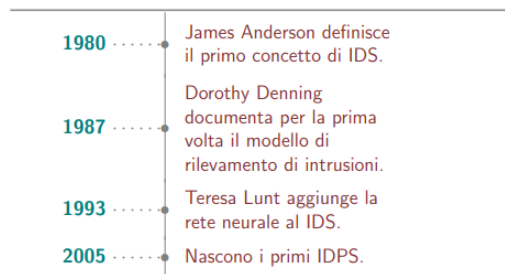 1980 ······ James Anderson definisce
il primo concetto di IDS.
1987 ······ Dorothy Denning
documenta per la prima
volta il modello di
rilevamento di intrusioni.
1993 ······ Teresa Lunt aggiunge la
rete neurale al IDS.
2005 ······ Nascono i primi IDPS.